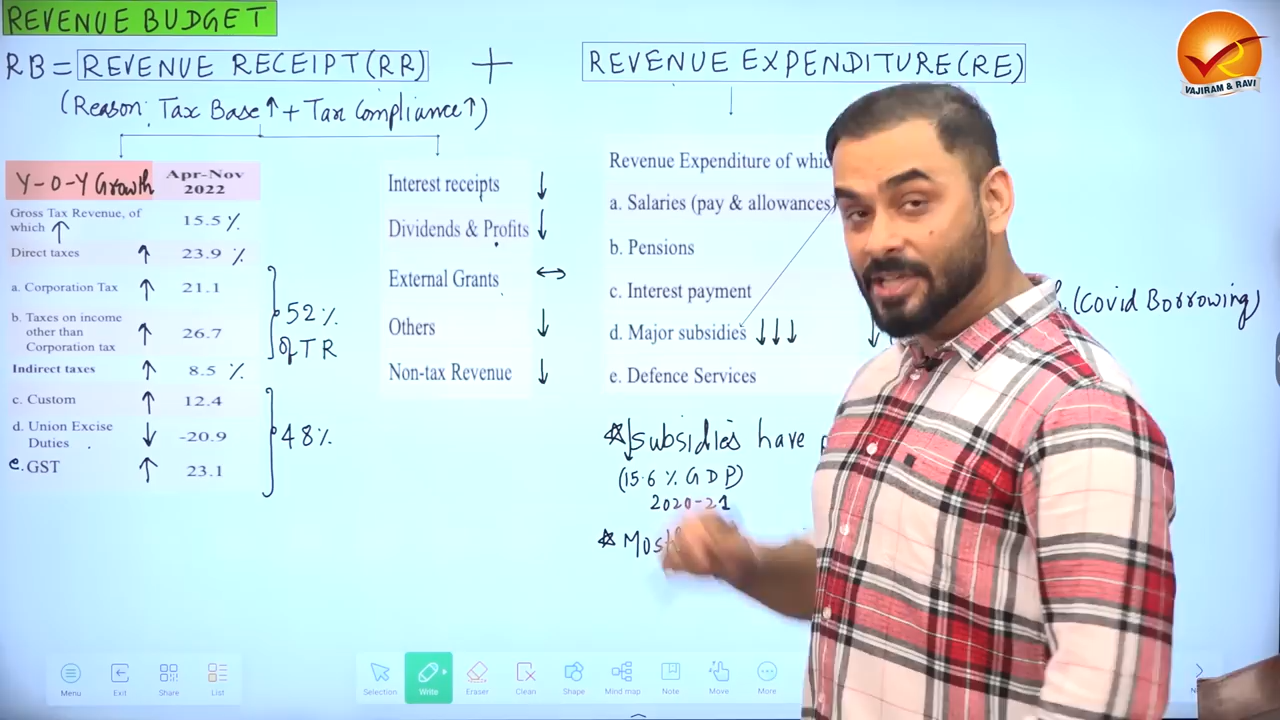 REVENUE BUDGET
RB = REVENUE RECEIPT(RR) + REVENUE EXPENDITURE(RE)
(Reason: Tax Base ↑ + Tax Compliance ↑)
Y-O-Y Growth Apr-Nov 2022
Gross Tax Revenue, of which ↑ 15.5 %
Direct taxes ↑ 23.9 %
a. Corporation Tax ↑ 21.1
b. Taxes on income other than Corporation tax ↑ 26.7
52% of TR
Indirect taxes ↑ 8.5 %
c. Custom ↑ 12.4
d. Union Excise Duties ↓ -20.9
e. GST ↑ 23.1
48%
Interest receipts ↓
Dividends & Profits ↓
External Grants ↔
Others ↓
Non-tax Revenue ↓
Revenue Expenditure of
a. Salaries (pay & allowances)
b. Pensions
c. Interest payment
(Covid Borrowing)
d. Major subsidies ↓↓↓ ↓
e. Defence Services
☆ Subsidies have
(15.6 % GDP)
2020-21
VAJIRAM & RAVI
Menu
Exit
Share
List
Selection
Write
Eraser
Clean
Shape
Mind map
Note
Move
More